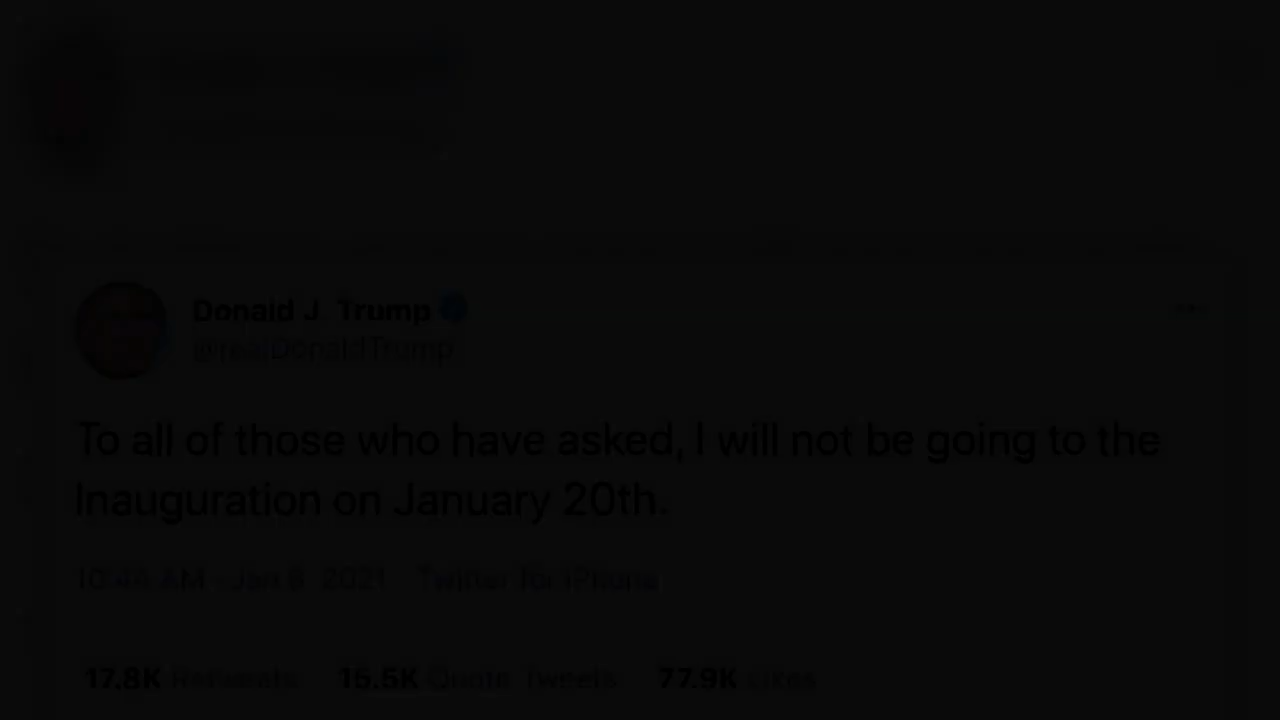 Donald J. Trump
@realDonaldTrump
To all of those who have asked, I will not be going to the
Inauguration on January 20th.
10:44 AM · Jan 8, 2021 · Twitter for iPhone
17.8K Retweets 15.5K Quote Tweets 77.9K Likes